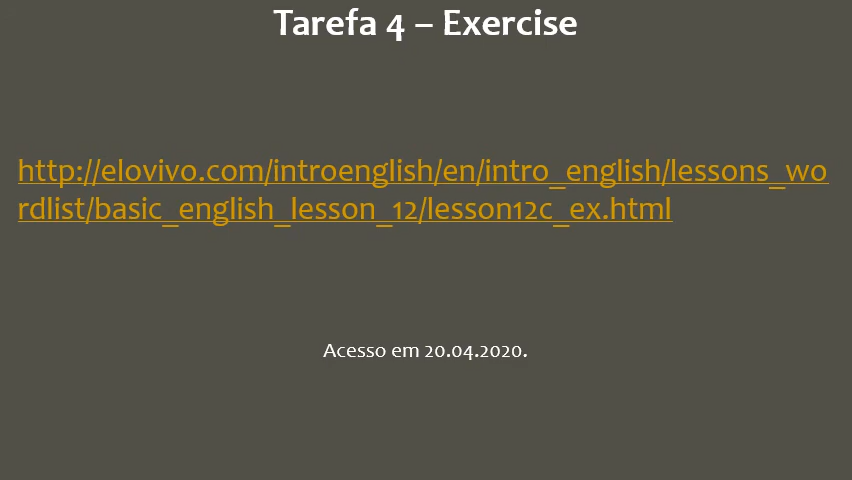 Tarefa 4 – Exercise
http://elovivo.com/introenglish/en/intro_english/lessons_wo
rdlist/basic_english_lesson_12/lesson12c_ex.html
Acesso em 20.04.2020.